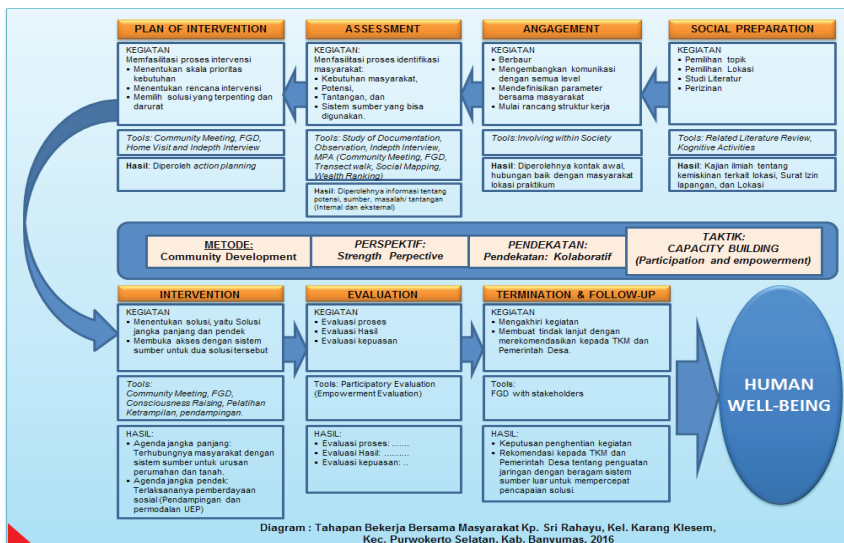 PLAN OF INTERVENTION
KEGIATAN
Memfasilitasi proses intervensi
• Menentukan skala prioritas
kebutuhan
• Menentukan rencana intervensi
• Memilih solusi yang terpenting dan
darurat
Tools: Community Meeting, FGD,
Home Visit and Indepth Interview
Hasil: Diperoleh action planning
ASSESSMENT
KEGIATAN:
Menfasilitasi proses identifikasi
masyarakat:
• Kebutuhan masyarakat,
• Potensi,
• Tantangan, dan
• Sistem sumber yang bisa
digunakan.
Tools: Study of Documentation,
Observation, Indepth Interview,
MPA (Community Meeting, FGD,
Transect walk, Social Mapping,
Wealth Ranking)
Hasil: Diperolehnya informasi tentang
potensi, sumber, masalah/ tantangan
(Internal dan eksternal)
ANGAGEMENT
KEGIATAN
• Berbaur
• Mengembangkan komunikasi
dengan semua level
• Mendefinisikan parameter
bersama masyarakat
• Mulai rancang struktur kerja
Tools:Involving within Society
Hasil: Diperolehnya kontak awal,
hubungan baik dengan masyarakat
lokasi praktikum
SOCIAL PREPARATION
KEGIATAN
• Pemilihan topik
• Pemilihan Lokasi
• Studi Literatur
• Perizinan
Tools: Related Literature Review,
Kognitive Activities
Hasil: Kajian ilmiah tentang
kemiskinan terkait lokasi, Surat Izin
lapangan, dan Lokasi
METODE:
Community Development
PERSPEKTIF:
Strength Perpective
PENDEKATAN:
Pendekatan: Kolaboratif
TAKTIK:
CAPACITY BUILDING
(Participation and empowerment)
INTERVENTION
KEGIATAN
• Menentukan solusi, yaitu Solusi
jangka panjang dan pendek
• Membuka akses dengan sistem
sumber untuk dua solusi tersebut
Tools:
Community Meeting, FGD,
Consciousness Raising, Pelatihan
Ketrampilan, pendampingan.
HASIL:
• Agenda jangka panjang:
Terhubungnya masyarakat dengan
sistem sumber untuk urusan
perumahan dan tanah.
• Agenda jangka pendek:
Terlaksananya pemberdayaan
sosial (Pendampingan dan
permodalan UEP)
EVALUATION
KEGIATAN
• Evaluasi proses
• Evaluasi Hasil
• Evaluasi kepuasan
Tools: Participatory Evaluation
(Empowerment Evaluation)
HASIL:
• Evaluasi proses: .......
• Evaluasi Hasil: ..........
• Evaluasi kepuasan: ..
TERMINATION & FOLLOW-UP
KEGIATAN
• Mengakhiri kegiatan
• Membuat tindak lanjut dengan
merekomendasikan kepada TKM dan
Pemerintah Desa.
Tools:
FGD with stakeholders
HASIL:
• Keputusan penghentian kegiatan
• Rekomendasi kepada TKM dan
Pemerintah Desa tentang penguatan
jaringan dengan beragam sistem
sumber luar untuk mempercepat
pencapaian solusi.
HUMAN
WELL-BEING
Diagram : Tahapan Bekerja Bersama Masyarakat Kp. Sri Rahayu, Kel. Karang Klesem,
Kec. Purwokerto Selatan, Kab. Banyumas, 2016